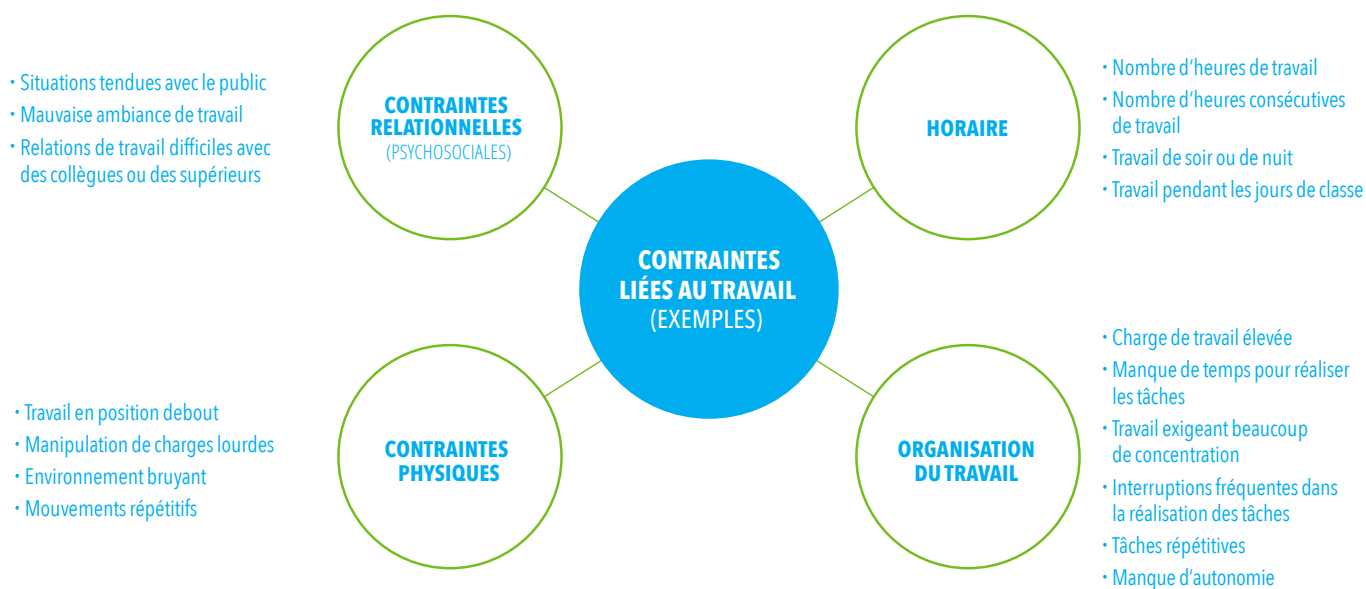 • Situations tendues avec le public
• Mauvaise ambiance de travail
• Relations de travail difficiles avec
des collègues ou des supérieurs
CONTRAINTES
RELATIONNELLES
(PSYCHOSOCIALES)
HORAIRE
• Nombre d'heures de travail
• Nombre d'heures consécutives
de travail
• Travail de soir ou de nuit
• Travail pendant les jours de classe
CONTRAINTES
LIÉES AU TRAVAIL
(EXEMPLES)
• Travail en position debout
• Manipulation de charges lourdes
• Environnement bruyant
• Mouvements répétitifs
CONTRAINTES
PHYSIQUES
ORGANISATION
DU TRAVAIL
• Charge de travail élevée
• Manque de temps pour réaliser
les tâches
• Travail exigeant beaucoup
de concentration
• Interruptions fréquentes dans
la réalisation des tâches
• Tâches répétitives
• Manque d'autonomie